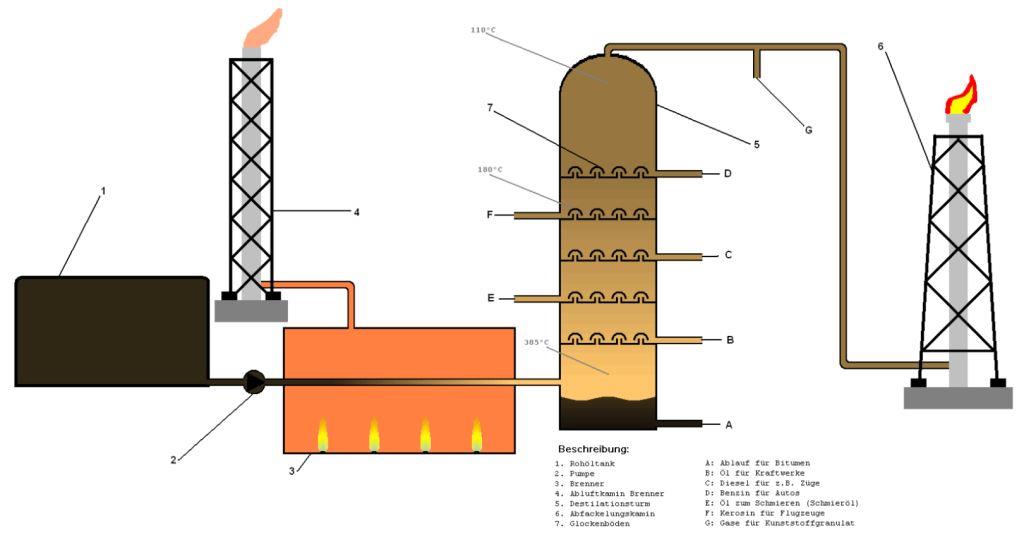 110°C
6
7
G
5
180°C
D
1
F
4
C
E
B
385°C
A
2
3
Beschreibung:
1. Rohöltank
2. Pumpe
3. Brenner
4. Abluftkamin Brenner
5. Destilationsturm
6. Abfackelungskamin
7. Glockenböden
A: Ablauf für Bitumen
B: Öl für Kraftwerke
C: Diesel für z.B. Züge
D: Benzin für Autos
E: Öl zum Schmieren (Schmieröl)
F: Kerosin für Flugzeuge
G: Gase für Kunststoffgranulat